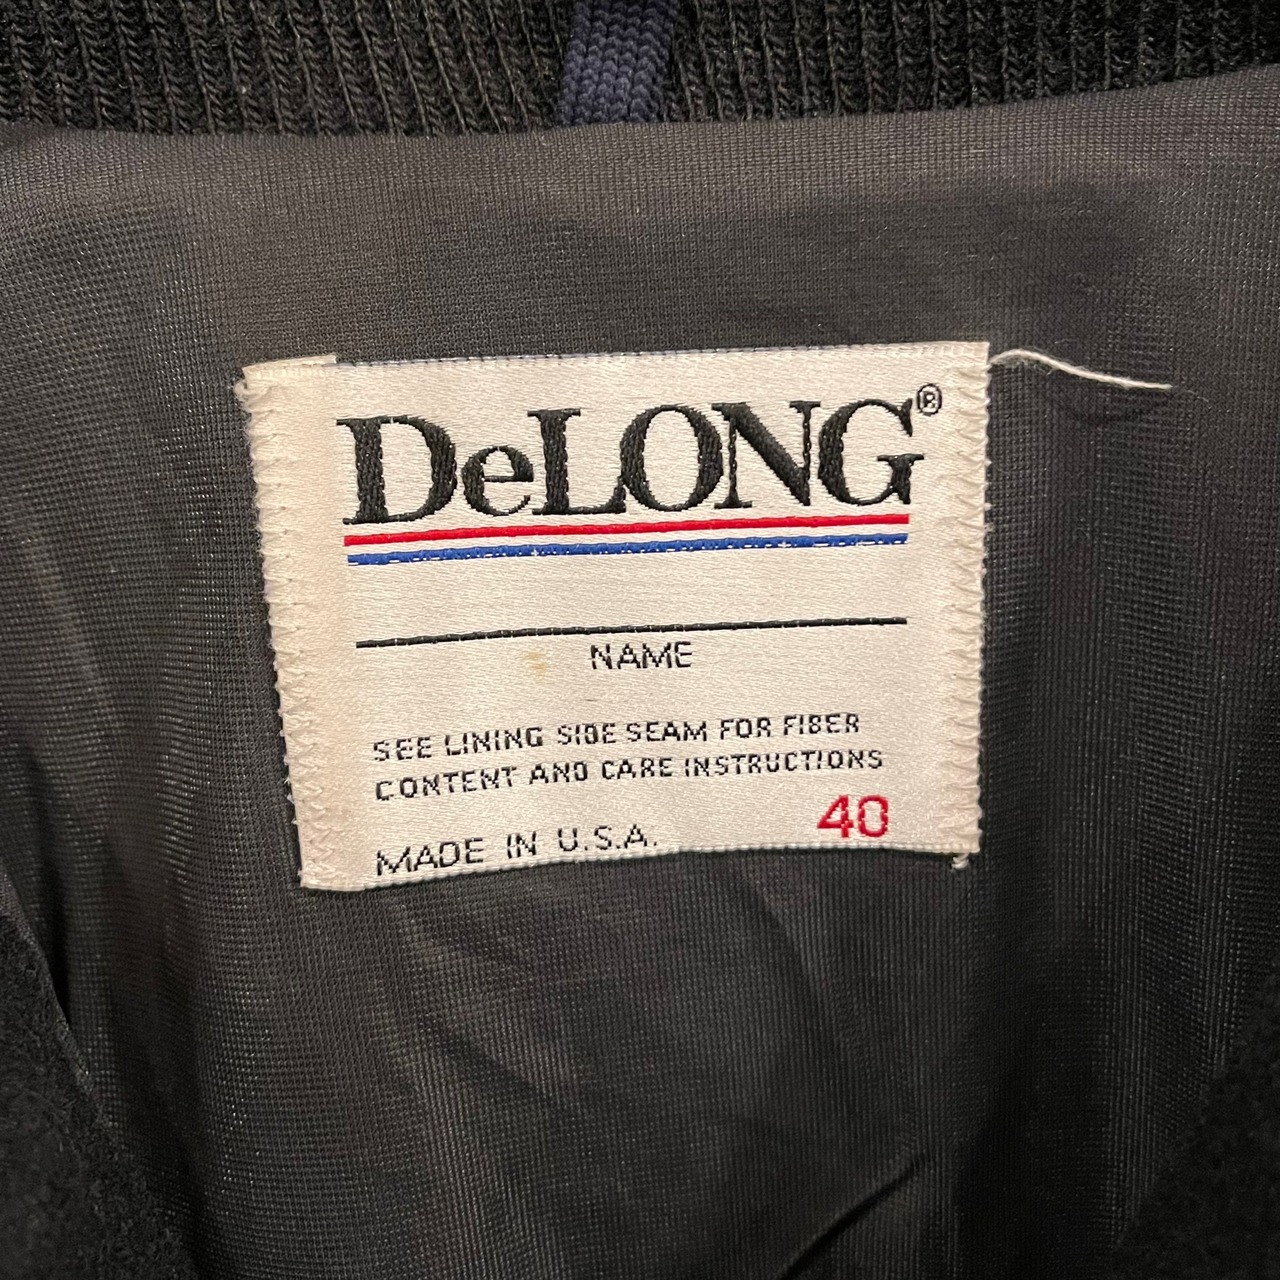 DeLONG®
NAME
SEE LINING SIDE SEAM FOR FIBER
CONTENT AND CARE INSTRUCTIONS
40
MADE IN U.S.A.